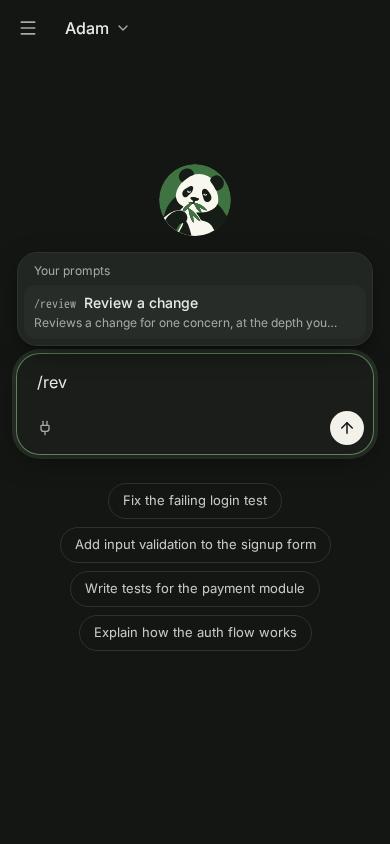 Adam
Your prompts
/review Review a change
Reviews a change for one concern, at the depth you...
/rev
Fix the failing login test
Add input validation to the signup form
Write tests for the payment module
Explain how the auth flow works